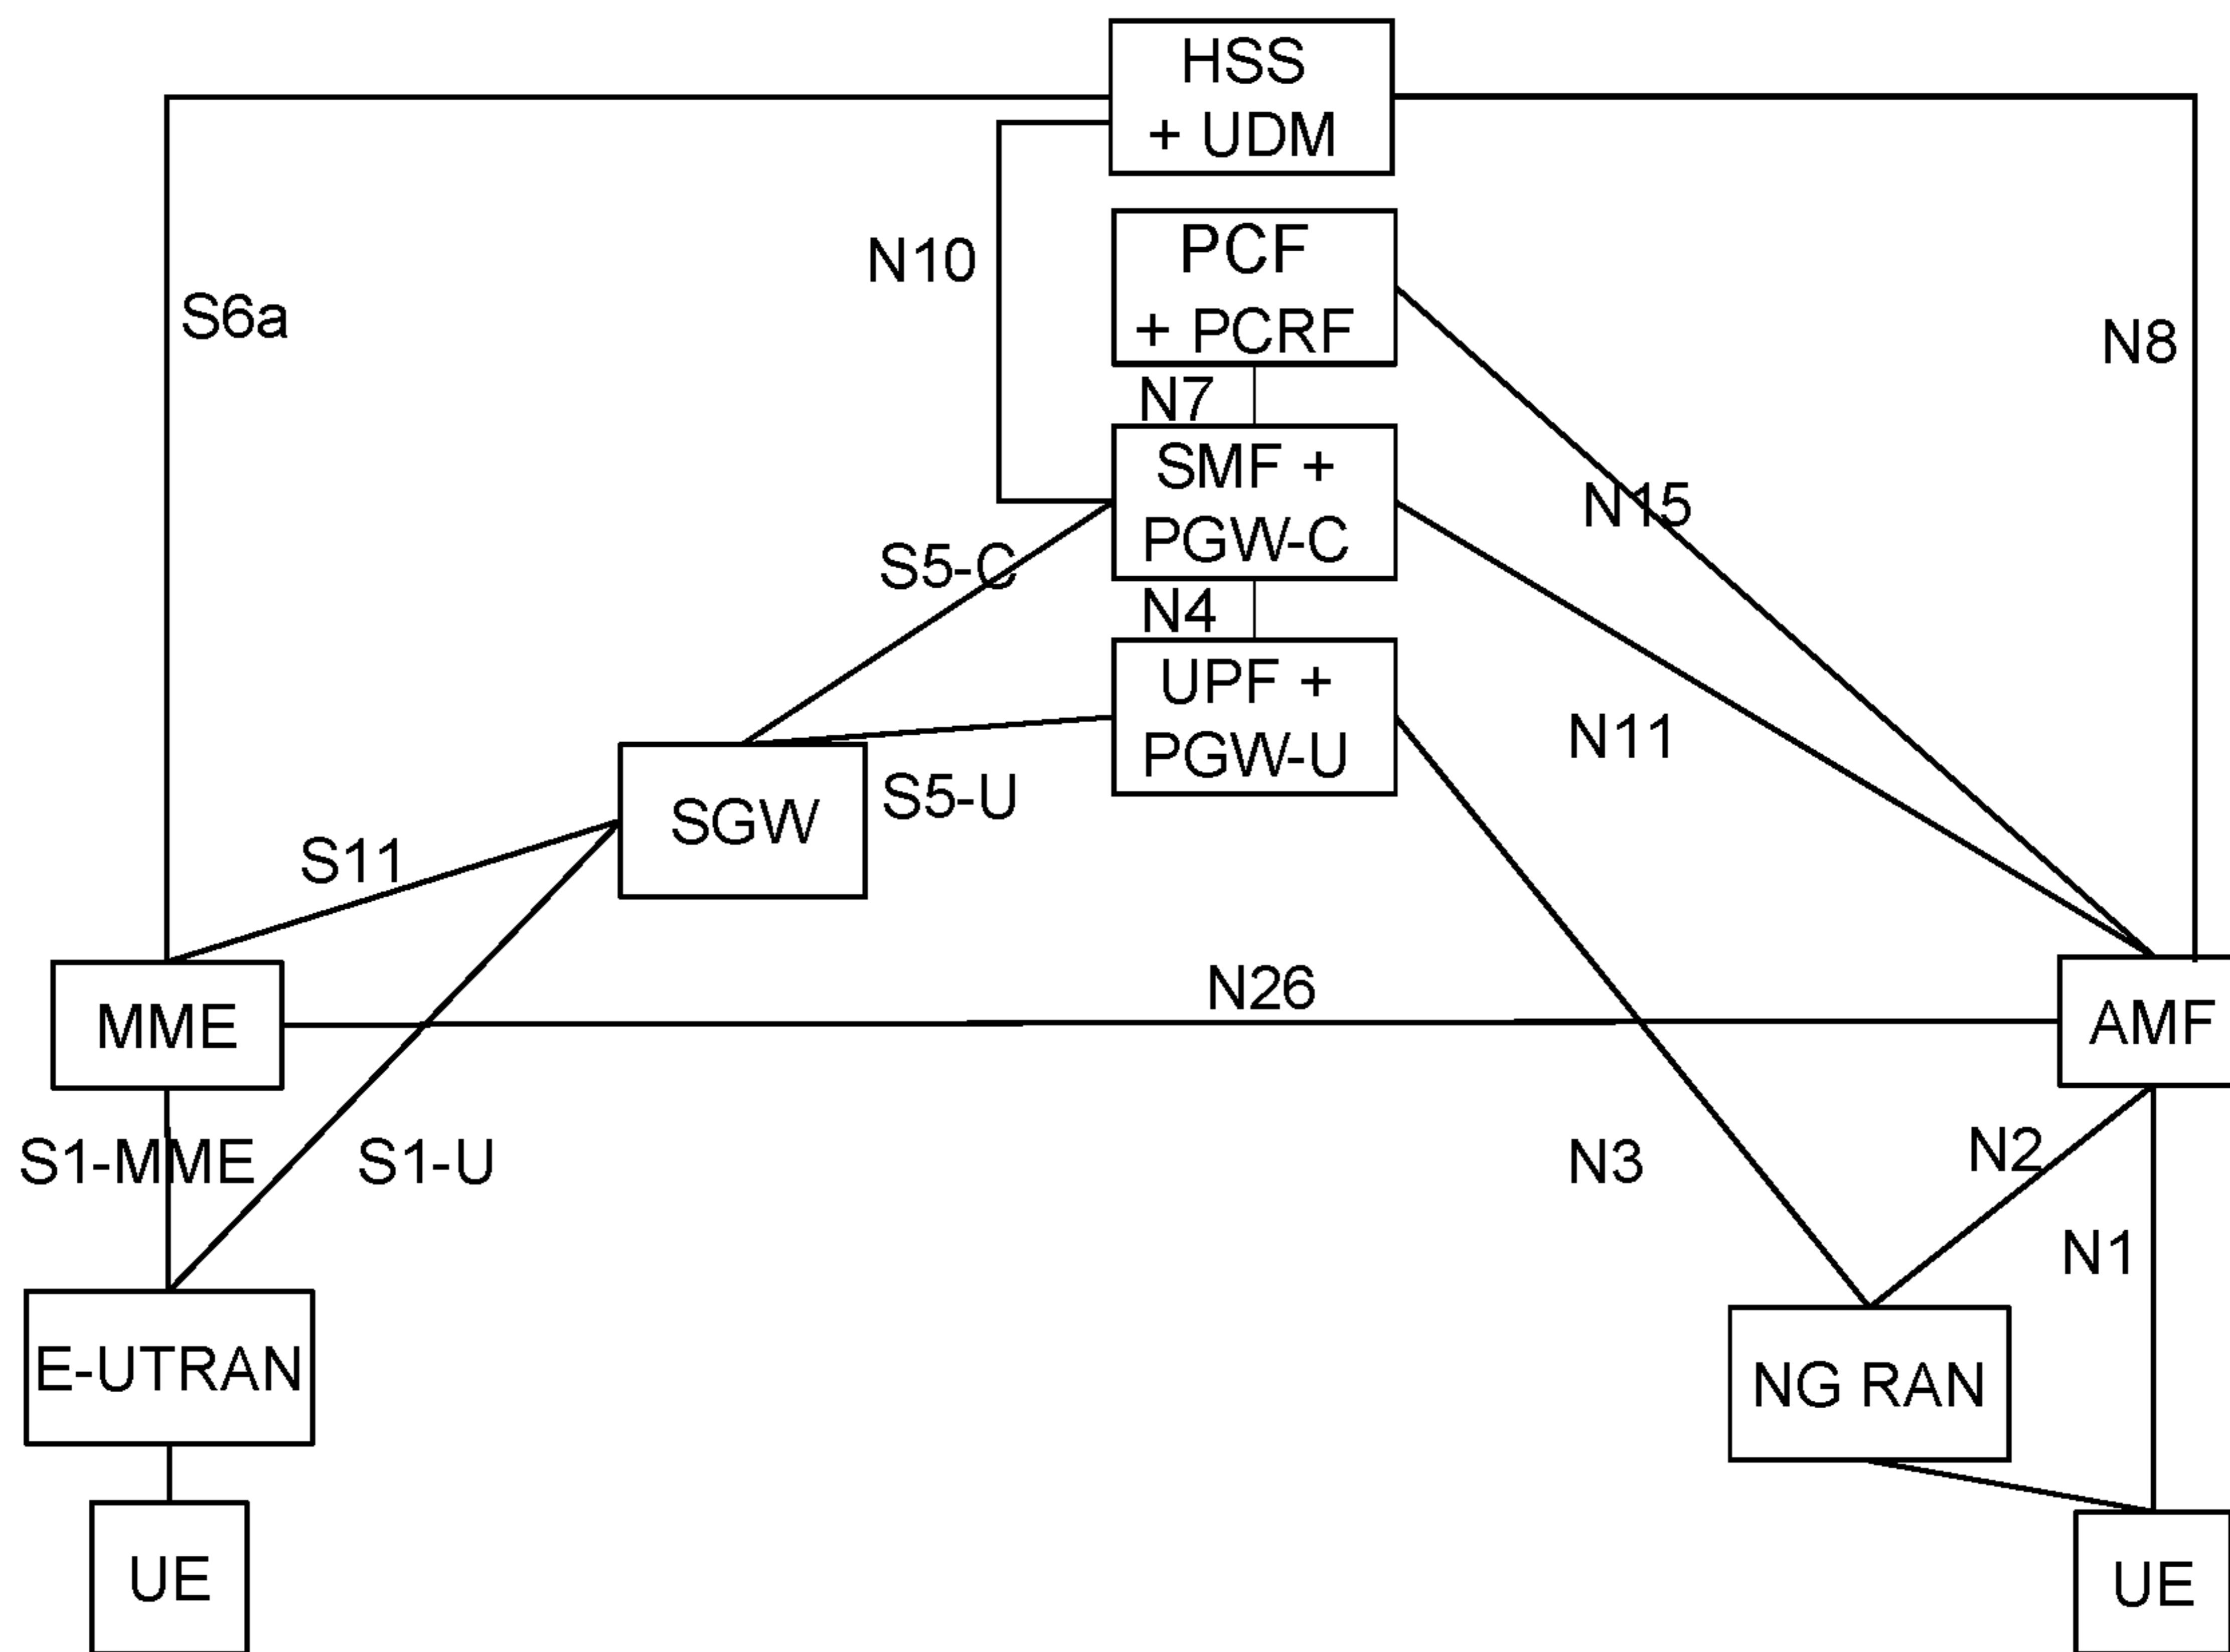 HSS
+ UDM
N10
PCF
+ PCRF
S6a
N8
N7
SMF +
PGW-C
N15
S5-C
N4
UPF +
PGW-U
N11
S5-U
SGW
S11
N26
MME
AMF
S1-MME
S1-U
N3
N2
N1
E-UTRAN
NG RAN
UE
UE